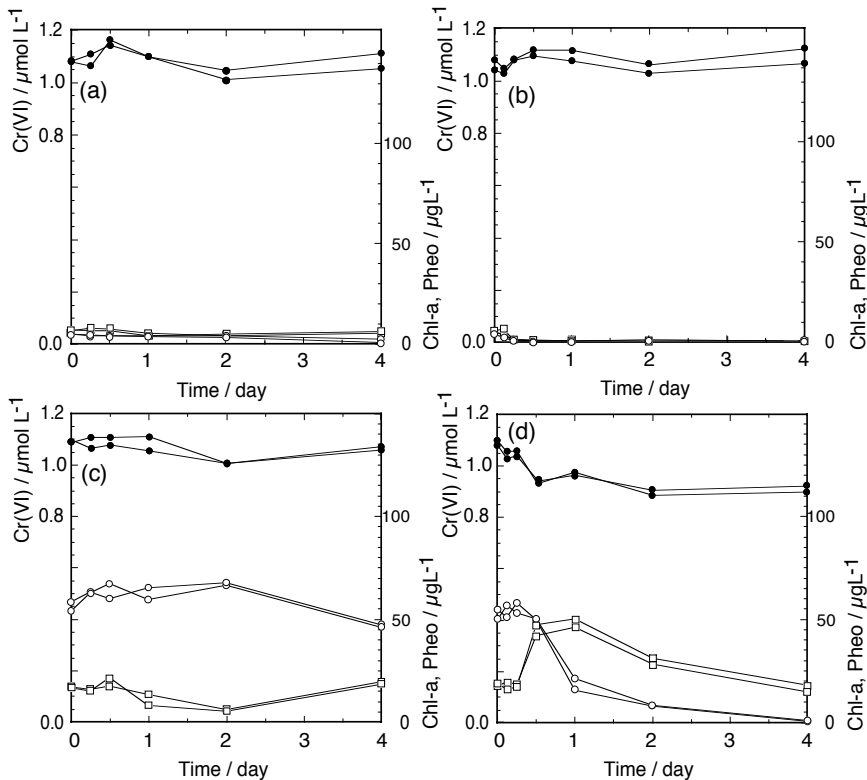 1.2
1.0
0.8
0.0
Cr(VI) / µmol L-1
(a)
100
50
0
Chl-a, Pheo / µgL-1
0 1 2 3 4
Time / day
1.2
1.0
0.8
0.0
Cr(VI) / µmol L-1
(b)
100
50
0
Chl-a, Pheo / µgL-1
0 1 2 3 4
Time / day
1.2
1.0
0.8
0.0
Cr(VI) / µmol L-1
(c)
100
50
0
Chl-a, Pheo / µgL-1
0 1 2 3 4
Time / day
1.2
1.0
0.8
0.0
Cr(VI) / µmol L-1
(d)
100
50
0
Chl-a, Pheo / µgL-1
0 1 2 3 4
Time / day